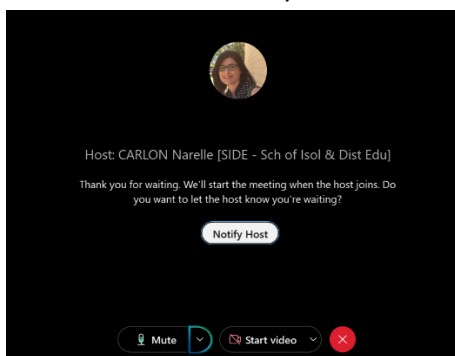 Host: CARLON Narelle [SIDE - Sch of Isol & Dist Edu]
Thank you for waiting. We'll start the meeting when the host joins. Do
you want to let the host know you're waiting?
Notify Host
Mute
Start video